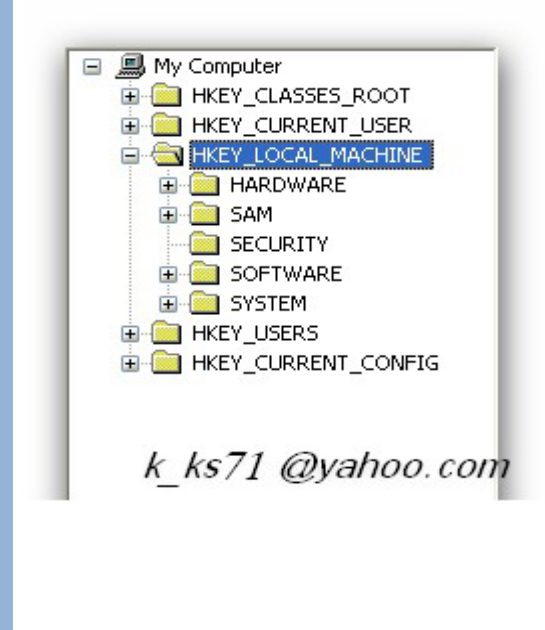 My Computer
HKEY_CLASSES_ROOT
HKEY_CURRENT_USER
HKEY_LOCAL_MACHINE
HARDWARE
SAM
SECURITY
SOFTWARE
SYSTEM
HKEY_USERS
HKEY_CURRENT_CONFIG
k_ks71 @yahoo.com